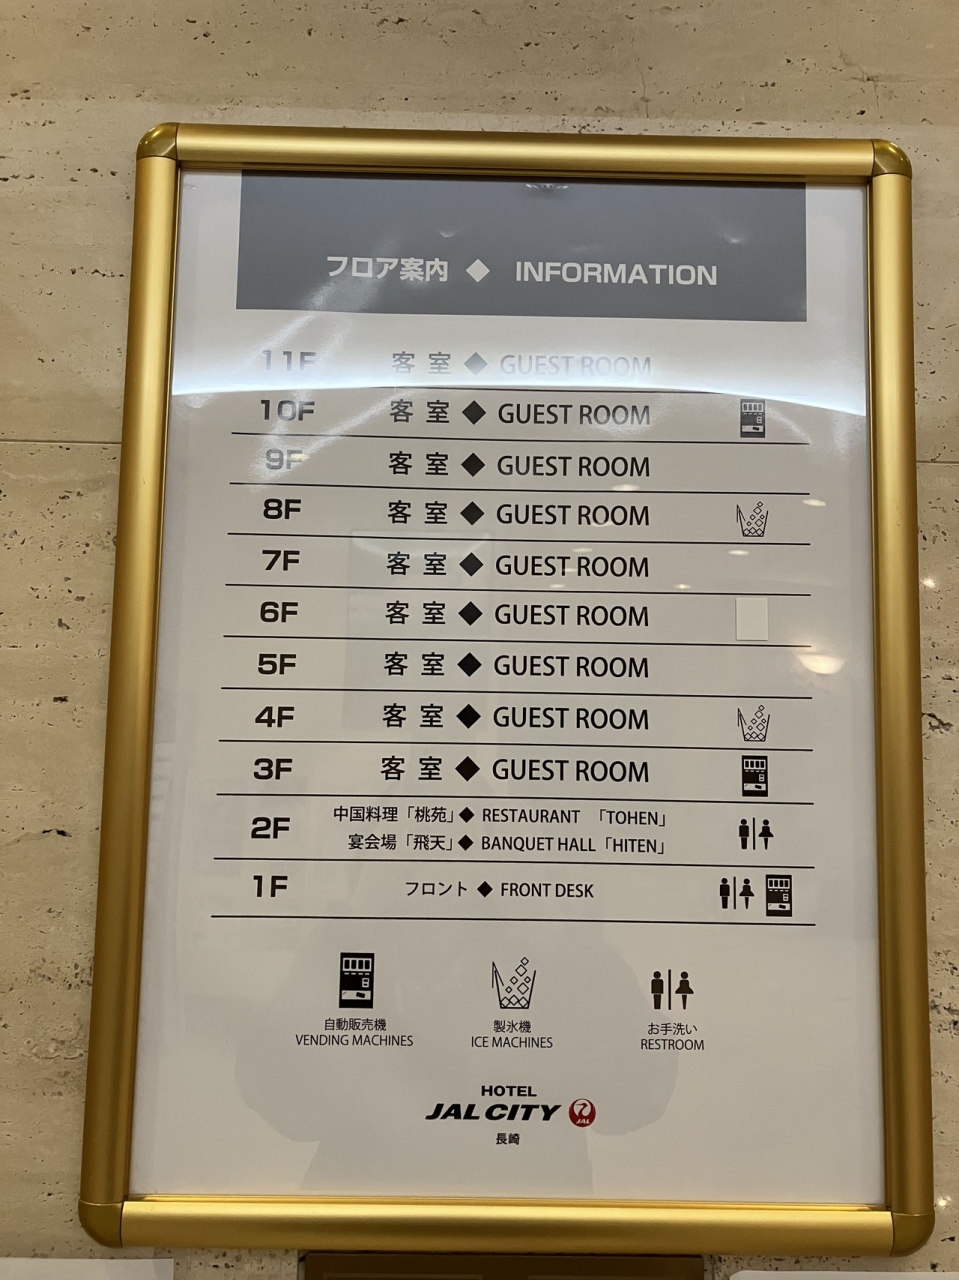 フロア案内 ◆ INFORMATION
11F 客室 ◆ GUEST ROOM
10F 客室 ◆ GUEST ROOM
9F 客室 ◆ GUEST ROOM
8F 客室 ◆ GUEST ROOM
7F 客室 ◆ GUEST ROOM
6F 客室 ◆ GUEST ROOM
5F 客室 ◆ GUEST ROOM
4F 客室 ◆ GUEST ROOM
3F 客室 ◆ GUEST ROOM
2F 中国料理「桃苑」◆ RESTAURANT 「TOHEN」
宴会場「飛天」◆ BANQUET HALL「HITEN」
1F フロント ◆ FRONT DESK
自動販売機 製氷機 お手洗い
VENDING MACHINES ICE MACHINES RESTROOM
HOTEL
JAL CITY JAL
長崎